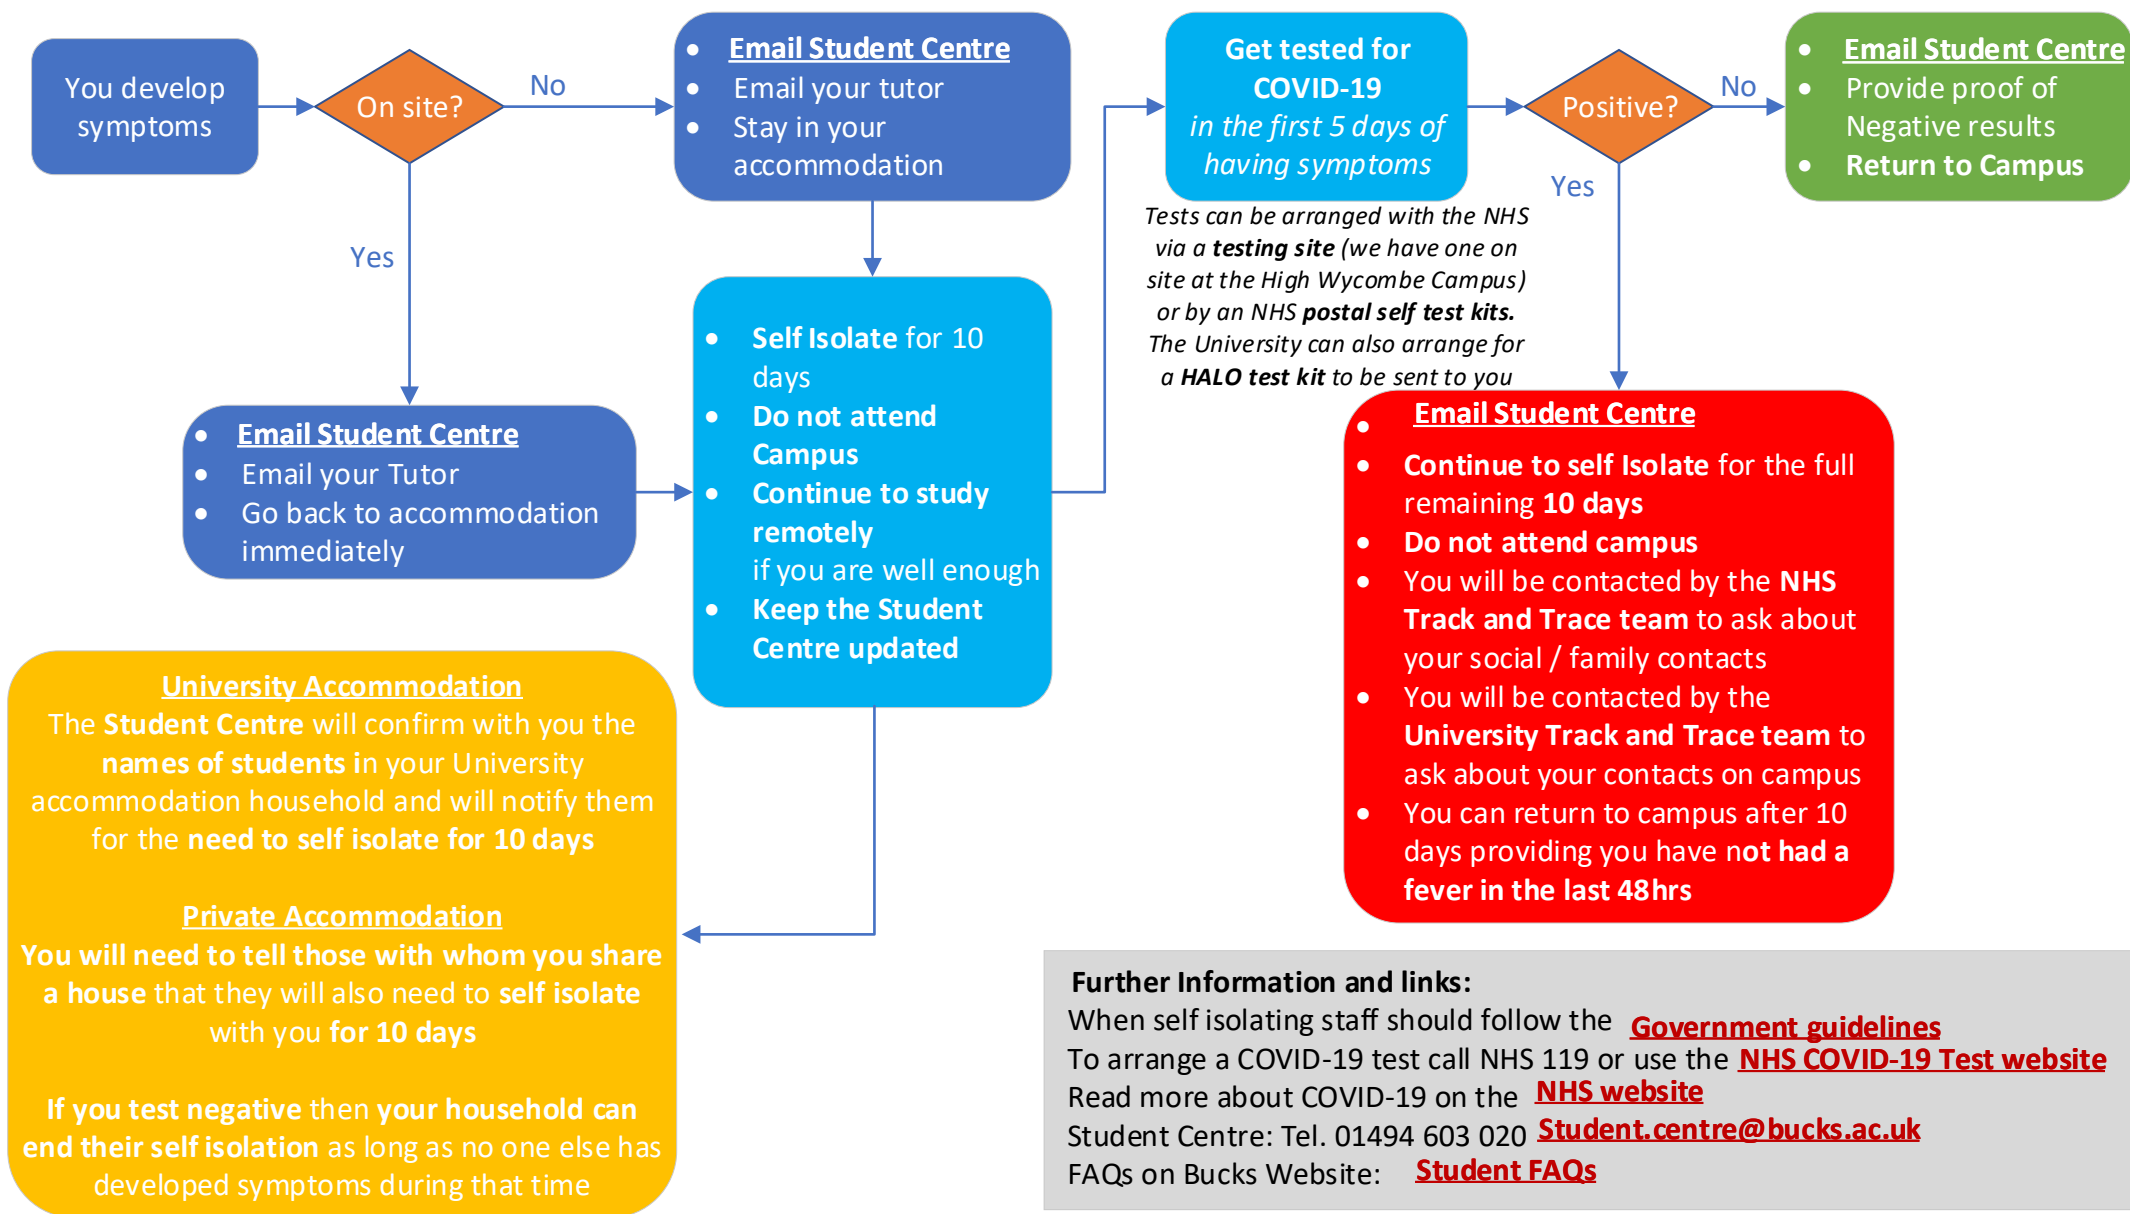 You develop
symptoms
On site?
No
Yes
• Email Student Centre
• Email your tutor
• Stay in your
accommodation
• Email Student Centre
• Email your Tutor
• Go back to accommodation
immediately
• Self Isolate for 10
days
• Do not attend
Campus
• Continue to study
remotely
if you are well enough
• Keep the Student
Centre updated
University Accommodation
The Student Centre will confirm with you the
names of students in your University
accommodation household and will notify them
for the need to self isolate for 10 days
Private Accommodation
You will need to tell those with whom you share
a house that they will also need to self isolate
with you for 10 days
If you test negative then your household can
end their self isolation as long as no one else has
developed symptoms during that time
Get tested for
COVID-19
in the first 5 days of
having symptoms
Tests can be arranged with the NHS
via a testing site (we have one on
site at the High Wycombe Campus)
or by an NHS postal self test kits.
The University can also arrange for
a HALO test kit to be sent to you
Positive?
No
Yes
• Email Student Centre
• Provide proof of
Negative results
• Return to Campus
• Email Student Centre
• Continue to self Isolate for the full
remaining 10 days
• Do not attend campus
• You will be contacted by the NHS
Track and Trace team to ask about
your social / family contacts
• You will be contacted by the
University Track and Trace team to
ask about your contacts on campus
• You can return to campus after 10
days providing you have not had a
fever in the last 48hrs
Further Information and links:
When self isolating staff should follow the Government guidelines
To arrange a COVID-19 test call NHS 119 or use the NHS COVID-19 Test website
Read more about COVID-19 on the NHS website
Student Centre: Tel. 01494 603 020 Student.centre@bucks.ac.uk
FAQs on Bucks Website: Student FAQs